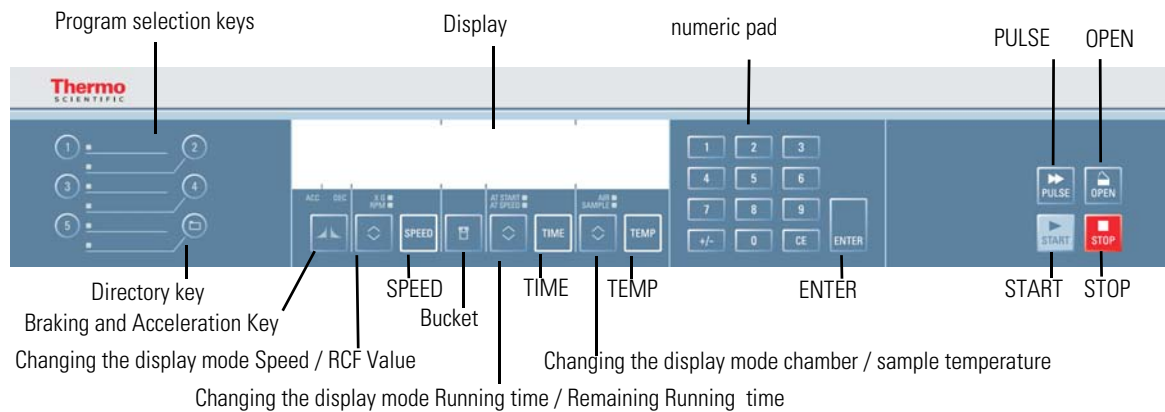 Program selection keys
Display
numeric pad
PULSE OPEN
Thermo
SCIENTIFIC
1 2
3 4
5
ACC DEC
X G
RPM
AT START
AT SPEED
AIR
SAMPLE
SPEED
TIME
TEMP
1 2 3
4 5 6
7 8 9
+/- 0 CE ENTER
PULSE OPEN
START STOP
Directory key
SPEED TIME TEMP ENTER START STOP
Braking and Acceleration Key
Bucket
Changing the display mode Speed / RCF Value
Changing the display mode chamber / sample temperature
Changing the display mode Running time / Remaining Running time